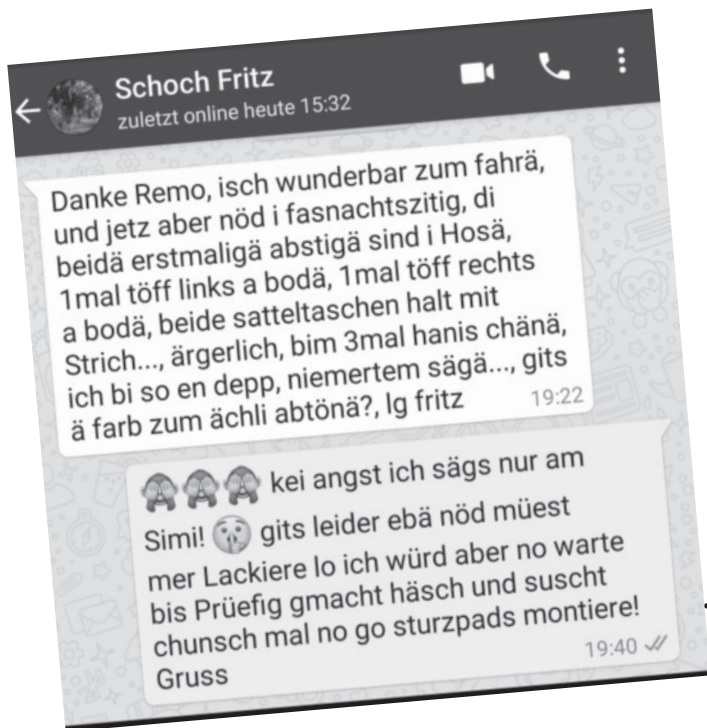 Schoch Fritz
zuletzt online heute 15:32
Danke Remo, isch wunderbar zum fahrä,
und jetz aber nöd i fasnachtszitig, di
beidä erstmaligä abstigä sind i Hosä,
1mal töff links a bodä, 1mal töff rechts
a bodä, beide satteltaschen halt mit
Strich..., ärgerlich, bim 3mal hanis chänä,
ich bi so en depp, niemertem sägä..., gits
ä farb zum ächli abtönä?, lg fritz
19:22
🙈🙈🙈 kei angst ich sägs nur am
Simi! 🤫 gits leider ebä nöd müest
mer Lackiere lo ich würd aber no warte
bis Prüefig gmacht häsch und suscht
chunsch mal no go sturzpads montiere!
Gruss
19:40